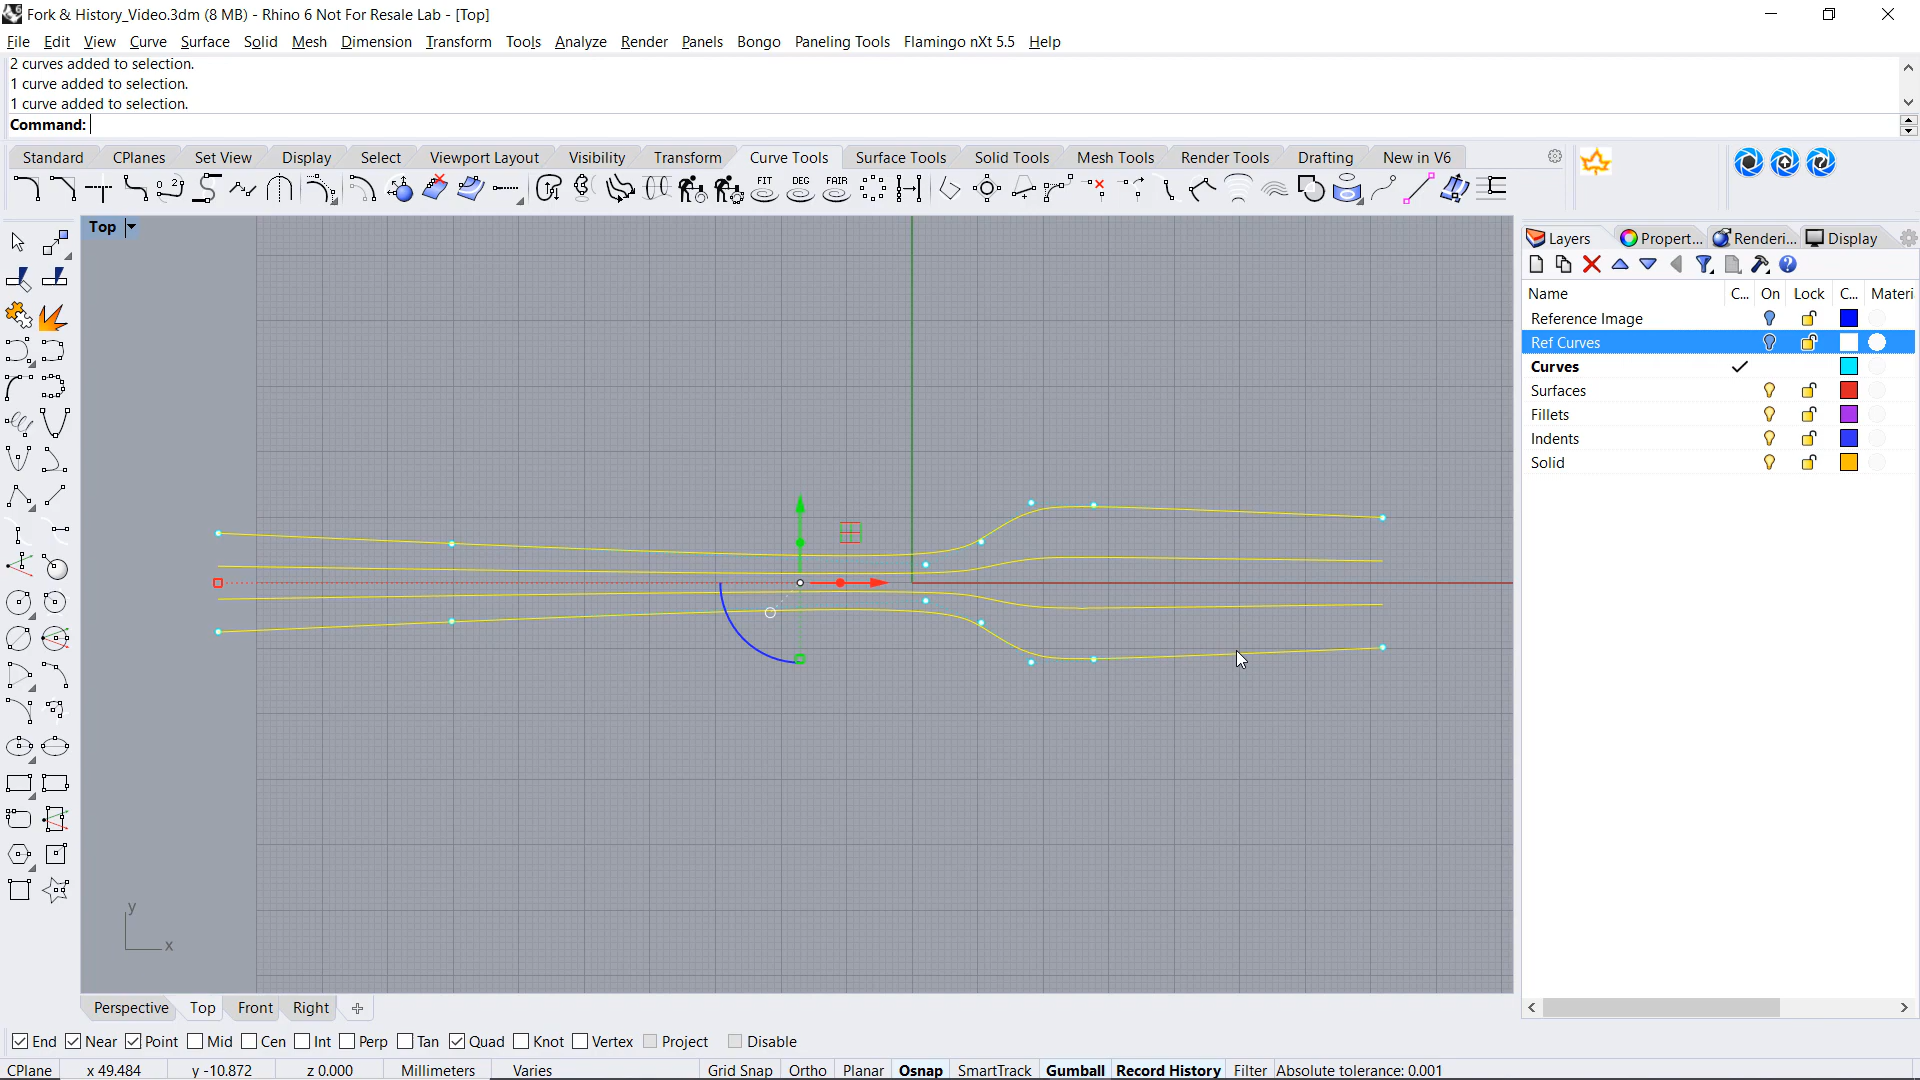 Fork & History_Video.3dm (8 MB) - Rhino 6 Not For Resale Lab - [Top]
File Edit View Curve Surface Solid Mesh Dimension Transform Tools Analyze Render Panels Bongo Paneling Tools Flamingo nXt 5.5 Help
2 curves added to selection.
1 curve added to selection.
1 curve added to selection.
Command:
Standard CPlanes Set View Display Select Viewport Layout Visibility Transform Curve Tools Surface Tools Solid Tools Mesh Tools Render Tools Drafting New in V6
FIT DEG FAIR
Top
Layers Propert... Renderi... Display
Name C... On Lock C... Materi
Reference Image
Ref Curves
Curves
Surfaces
Fillets
Indents
Solid
y
x
Perspective Top Front Right
End Near Point Mid Cen Int Perp Tan Quad Knot Vertex Project Disable
CPlane x 49.484 y -10.872 z 0.000 Millimeters Varies Grid Snap Ortho Planar Osnap SmartTrack Gumball Record History Filter Absolute tolerance: 0.001